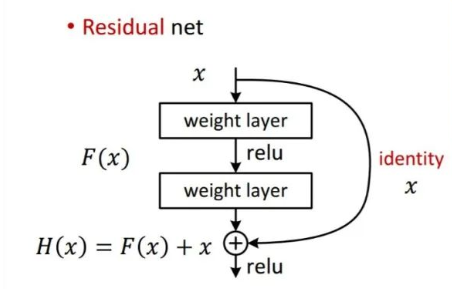 • Residual net
x
weight layer
relu
F(x)
identity
x
weight layer
H(x) = F(x) + x
+
relu